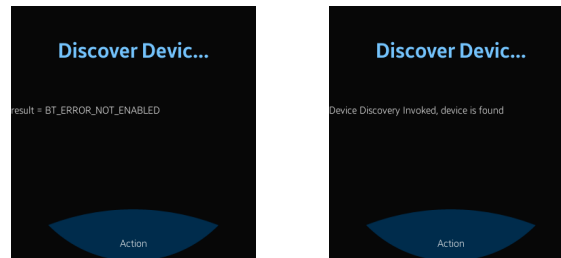 Discover Devic...
result = BT_ERROR_NOT_ENABLED
Action
Discover Devic...
Device Discovery Invoked, device is found
Action